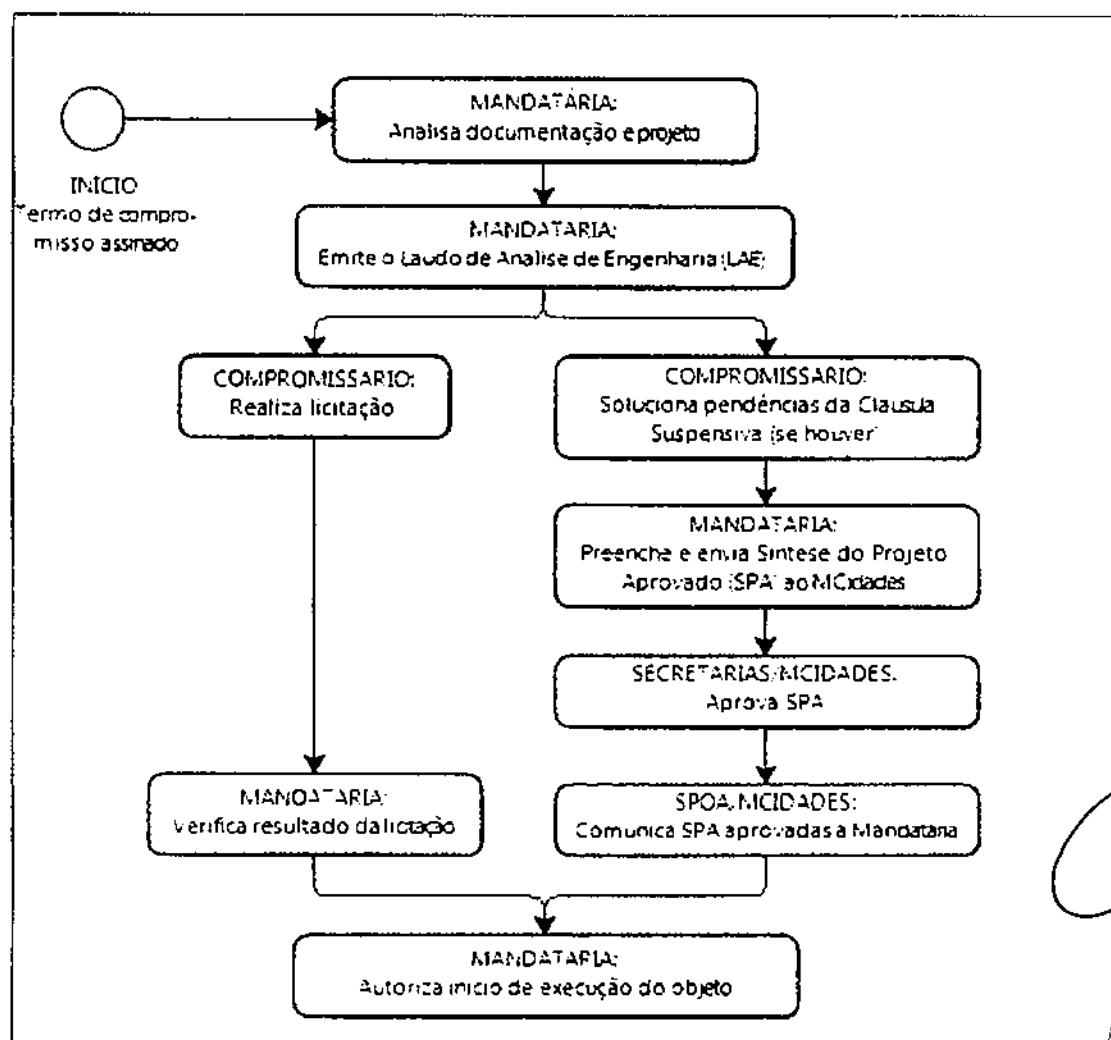 MANDATÁRIA:
Analisa documentação e projeto
INÍCIO
Termo de compro-
misso assinado
MANDATARIA:
Emite o Laudo de Analise de Engenharia (LAE)
COMPROMISSARIO:
Realiza licitação
COMPROMISSARIO:
Soluciona pendências da Clausula
Suspensiva (se houver)
MANDATARIA:
Preenche e envia Sintese do Projeto
Aprovado (SPA) ao MCidades
SECRETARIAS/MCIDADES:
Aprova SPA
MANDATARIA:
Verifica resultado da licitação
SPOA/MCIDADES:
Comunica SPA aprovadas à Mandataria
MANDATARIA:
Autoriza inicio de execução do objeto